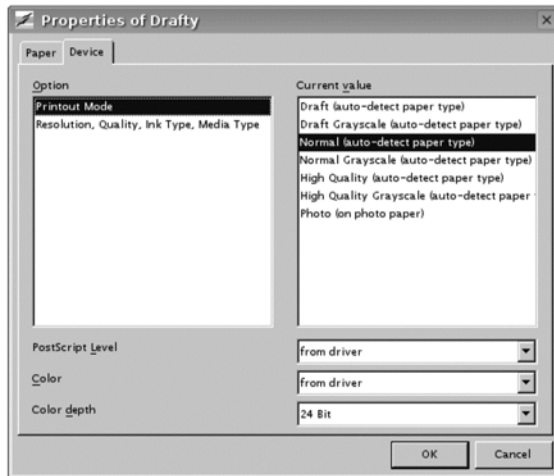 Properties of Drafty
Paper Device
Option
Current value
Printout Mode
Resolution, Quality, Ink Type, Media Type
Draft (auto-detect paper type)
Draft Grayscale (auto-detect paper type)
Normal (auto-detect paper type)
Normal Grayscale (auto-detect paper type)
High Quality (auto-detect paper type)
High Quality Grayscale (auto-detect paper
Photo (on photo paper)
PostScript Level
from driver
Color
from driver
Color depth
24 Bit
OK Cancel